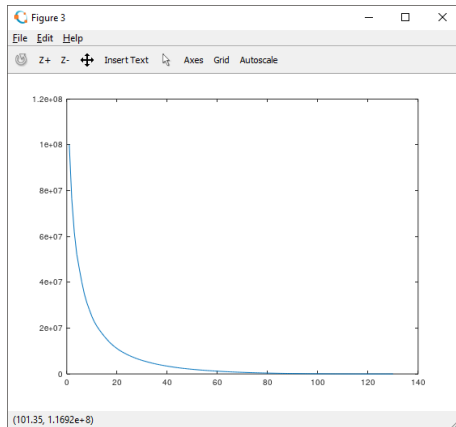 Figure 3
File Edit Help
Z+ Z- Insert Text Axes Grid Autoscale
1.2e+08
1e+08
8e+07
6e+07
4e+07
2e+07
0
0 20 40 60 80 100 120 140
(101.35, 1.1692e+8)